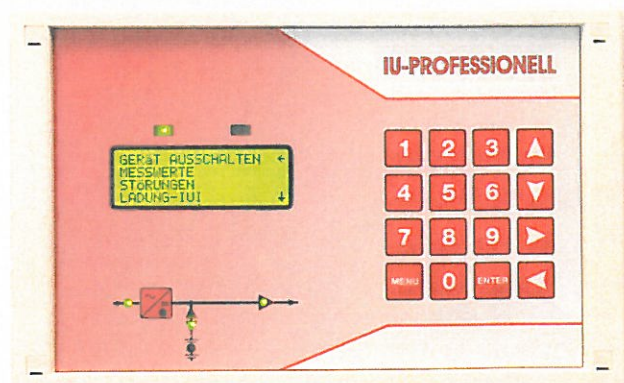 IU-PROFESSIONELL
GERäT AUSSCHALTEN ←
MESSWERTE
STöRUNGEN
LADUNG-IUI ↓
1 2 3
4 5 6
7 8 9
MENU 0 ENTER